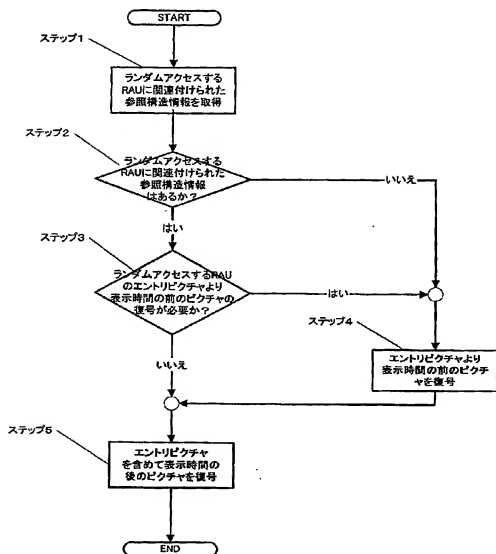 START
ステップ1
ランダムアクセスする
RAUに関連付けられた
参照構造情報を取得
ステップ2
ランダムアクセスする
RAUに関連付けられた
参照構造情報
はあるか?
いいえ
はい
ステップ3
ランダムアクセスするRAU
のエントリピクチャより
表示時間の前のピクチャの
復号が必要か?
はい
ステップ4
エントリピクチャより
表示時間の前のピクチ
ャを復号
いいえ
ステップ5
エントリピクチャ
を含めて表示時間の
後のピクチャを復号
END